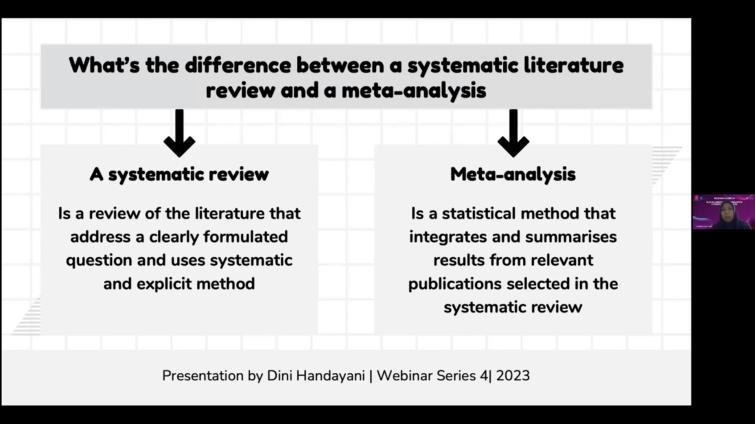 What's the difference between a systematic literature
review and a meta-analysis
A systematic review
Is a review of the literature that
address a clearly formulated
question and uses systematic
and explicit method
Meta-analysis
Is a statistical method that
integrates and summarises
results from relevant
publications selected in the
systematic review
Presentation by Dini Handayani | Webinar Series 4| 2023